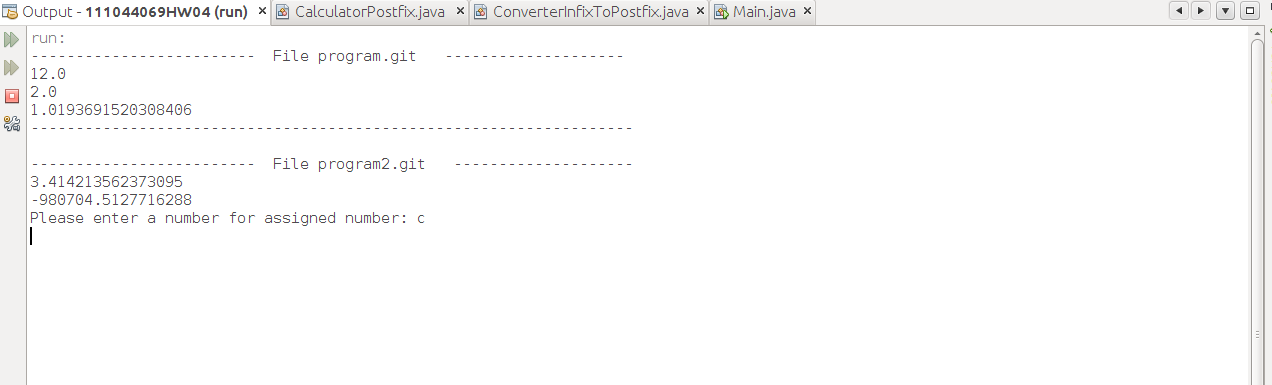 Output - 111044069HW04 (run) × CalculatorPostfix.java × ConverterInfixToPostfix.java × Main.java ×
run:
-------------------------  File program.git   --------------------
12.0
2.0
1.0193691520308406
-------------------------------------------------------------------
-------------------------  File program2.git   --------------------
3.414213562373095
-980704.5127716288
Please enter a number for assigned number: c